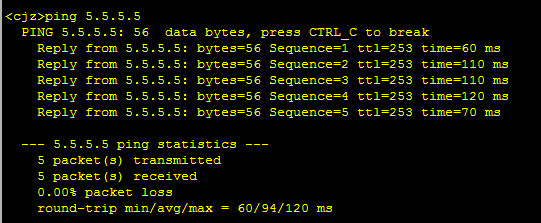 <cjz>ping 5.5.5.5
PING 5.5.5.5: 56  data bytes, press CTRL_C to break
Reply from 5.5.5.5: bytes=56 Sequence=1 ttl=253 time=60 ms
Reply from 5.5.5.5: bytes=56 Sequence=2 ttl=253 time=110 ms
Reply from 5.5.5.5: bytes=56 Sequence=3 ttl=253 time=110 ms
Reply from 5.5.5.5: bytes=56 Sequence=4 ttl=253 time=120 ms
Reply from 5.5.5.5: bytes=56 Sequence=5 ttl=253 time=70 ms
--- 5.5.5.5 ping statistics ---
5 packet(s) transmitted
5 packet(s) received
0.00% packet loss
round-trip min/avg/max = 60/94/120 ms